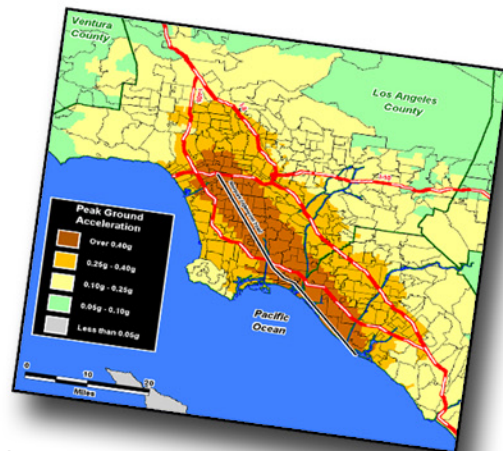 Ventura
County
Los Angeles
County
Peak Ground
Acceleration
Over 0.40g
0.25g - 0.40g
0.10g - 0.25g
0.05g - 0.10g
Less than 0.05g
Pacific
Ocean
0 10 20
Miles